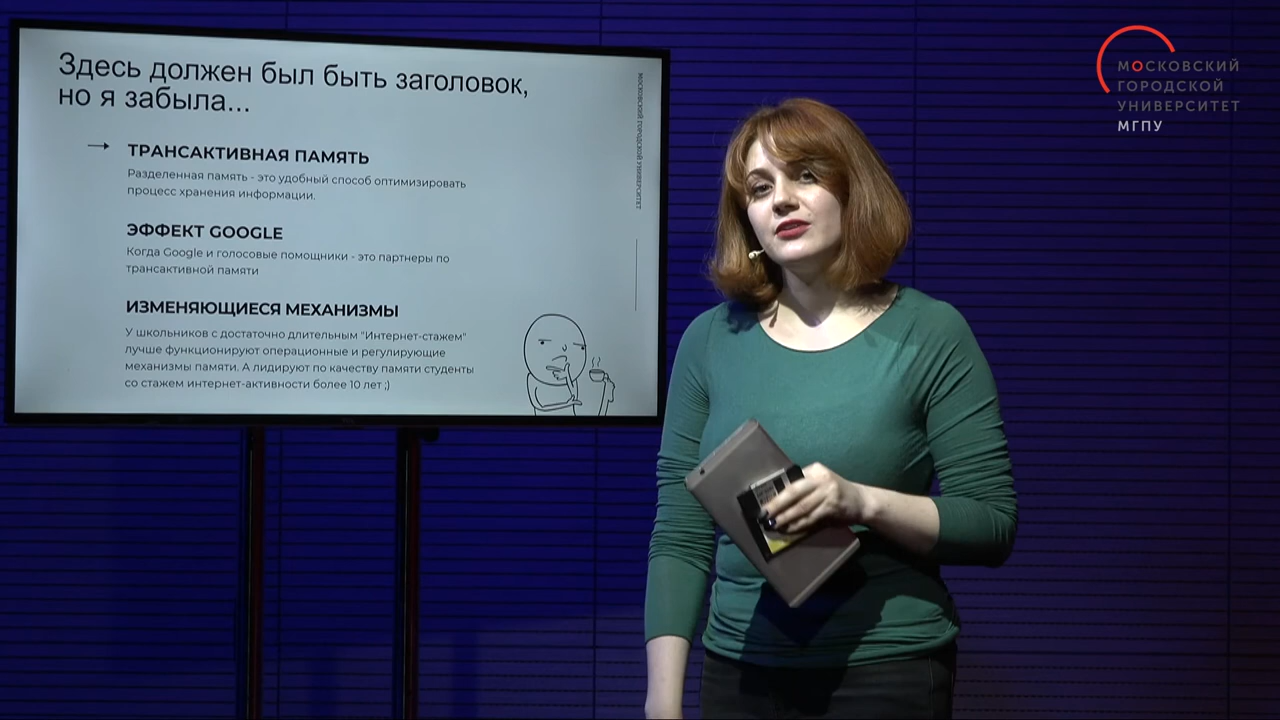 Здесь должен был быть заголовок,
но я забыла...
ТРАНСАКТИВНАЯ ПАМЯТЬ
Разделенная память - это удобный способ оптимизировать
процесс хранения информации.
ЭФФЕКТ GOOGLE
Когда Google и голосовые помощники - это партнеры по
трансактивной памяти
ИЗМЕНЯЮЩИЕСЯ МЕХАНИЗМЫ
У школьников с достаточно длительным "Интернет-стажем"
лучше функционируют операционные и регулирующие
механизмы памяти. А лидируют по качеству памяти студенты
со стажем интернет-активности более 10 лет ;)
МОСКОВСКИЙ ГОРОДСКОЙ УНИВЕРСИТЕТ
МОСКОВСКИЙ
ГОРОДСКОЙ
УНИВЕРСИТЕТ
МГПУ